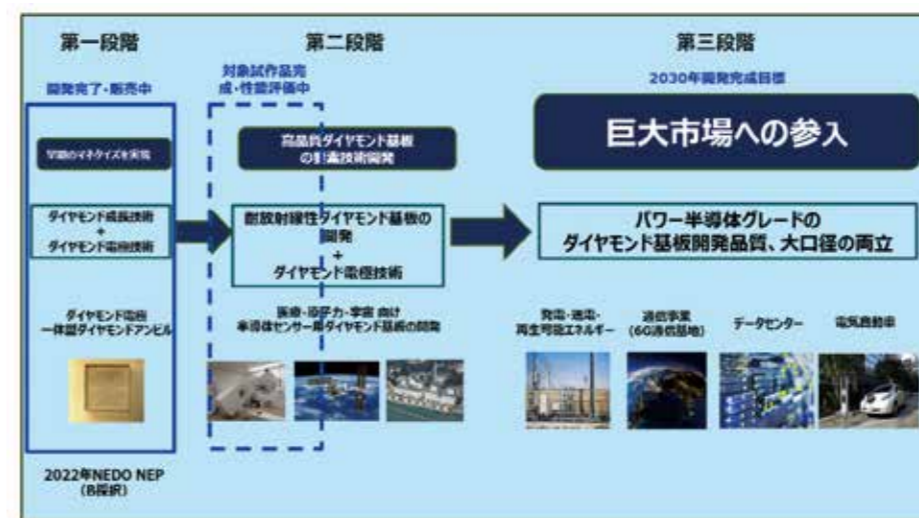 第一段階
開発完了・販売中
早期のマネタイズを実現
ダイヤモンド成長技術
+
ダイヤモンド電極技術
ダイヤモンド電極
一体型ダイヤモンドアンビル
2022年NEDO NEP
(B採択)
第二段階
対象試作品完
成・性能評価中
高品質ダイヤモンド基板
の要素技術開発
耐放射線性ダイヤモンド基板の
開発
+
ダイヤモンド電極技術
医療・原子力・宇宙 向け
半導体センサー用ダイヤモンド基板の開発
第三段階
2030年開発完成目標
巨大市場への参入
パワー半導体グレードの
ダイヤモンド基板開発品質、大口径の両立
発電・送電・
再生可能エネルギー
通信事業
(6G通信基地)
データセンター
電気自動車